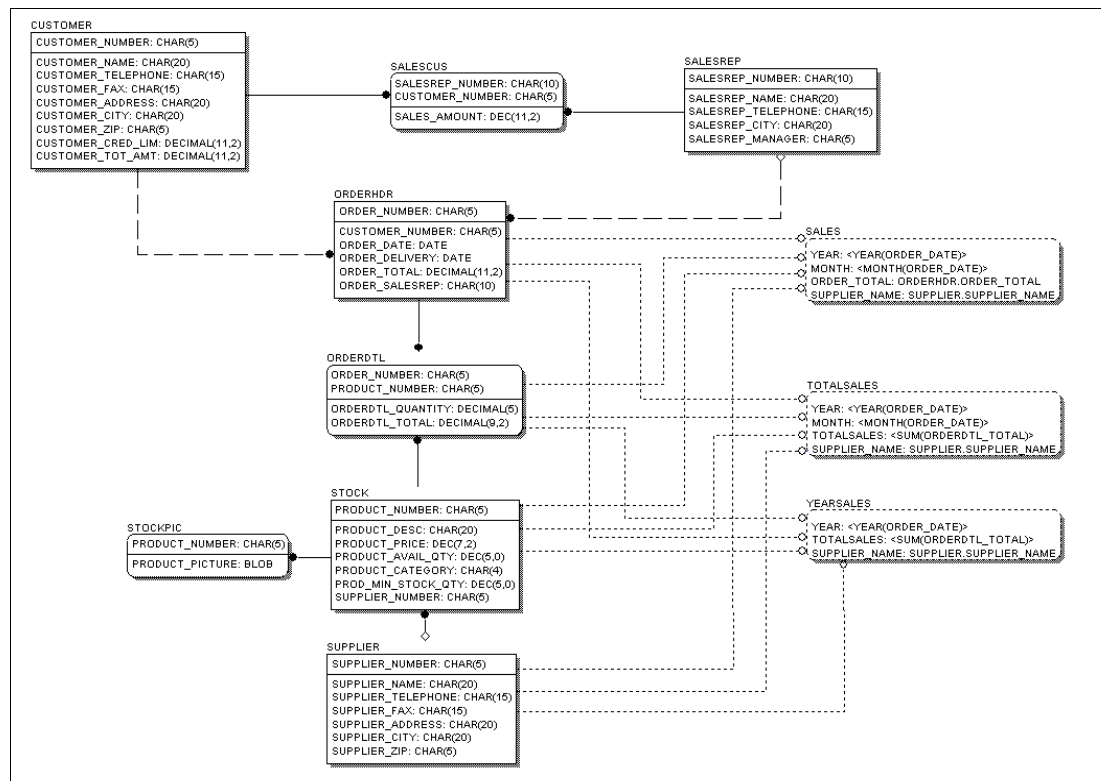 CUSTOMER
CUSTOMER_NUMBER: CHAR(5)
CUSTOMER_NAME: CHAR(20)
CUSTOMER_TELEPHONE: CHAR(15)
CUSTOMER_FAX: CHAR(15)
CUSTOMER_ADDRESS: CHAR(20)
CUSTOMER_CITY: CHAR(20)
CUSTOMER_ZIP: CHAR(5)
CUSTOMER_CRED_LIM: DECIMAL(11,2)
CUSTOMER_TOT_AMT: DECIMAL(11,2)
SALESCUS
SALESREP_NUMBER: CHAR(10)
CUSTOMER_NUMBER: CHAR(5)
SALES_AMOUNT: DEC(11,2)
SALESREP
SALESREP_NUMBER: CHAR(10)
SALESREP_NAME: CHAR(20)
SALESREP_TELEPHONE: CHAR(15)
SALESREP_CITY: CHAR(20)
SALESREP_MANAGER: CHAR(5)
ORDERHDR
ORDER_NUMBER: CHAR(5)
CUSTOMER_NUMBER: CHAR(5)
ORDER_DATE: DATE
ORDER_DELIVERY: DATE
ORDER_TOTAL: DECIMAL(11,2)
ORDER_SALESREP: CHAR(10)
SALES
YEAR: <YEAR(ORDER_DATE)>
MONTH: <MONTH(ORDER_DATE)>
ORDER_TOTAL: ORDERHDR.ORDER_TOTAL
SUPPLIER_NAME: SUPPLIER.SUPPLIER_NAME
ORDERDTL
ORDER_NUMBER: CHAR(5)
PRODUCT_NUMBER: CHAR(5)
ORDERDTL_QUANTITY: DECIMAL(5)
ORDERDTL_TOTAL: DECIMAL(9,2)
TOTALSALES
YEAR: <YEAR(ORDER_DATE)>
MONTH: <MONTH(ORDER_DATE)>
TOTALSALES: <SUM(ORDERDTL_TOTAL)>
SUPPLIER_NAME: SUPPLIER.SUPPLIER_NAME
STOCK
PRODUCT_NUMBER: CHAR(5)
PRODUCT_DESC: CHAR(20)
PRODUCT_PRICE: DEC(7,2)
PRODUCT_AVAIL_QTY: DEC(5,0)
PRODUCT_CATEGORY: CHAR(4)
PROD_MIN_STOCK_QTY: DEC(5,0)
SUPPLIER_NUMBER: CHAR(5)
STOCKPIC
PRODUCT_NUMBER: CHAR(5)
PRODUCT_PICTURE: BLOB
YEARSALES
YEAR: <YEAR(ORDER_DATE)>
TOTALSALES: <SUM(ORDERDTL_TOTAL)>
SUPPLIER_NAME: SUPPLIER.SUPPLIER_NAME
SUPPLIER
SUPPLIER_NUMBER: CHAR(5)
SUPPLIER_NAME: CHAR(20)
SUPPLIER_TELEPHONE: CHAR(15)
SUPPLIER_FAX: CHAR(15)
SUPPLIER_ADDRESS: CHAR(20)
SUPPLIER_CITY: CHAR(20)
SUPPLIER_ZIP: CHAR(5)